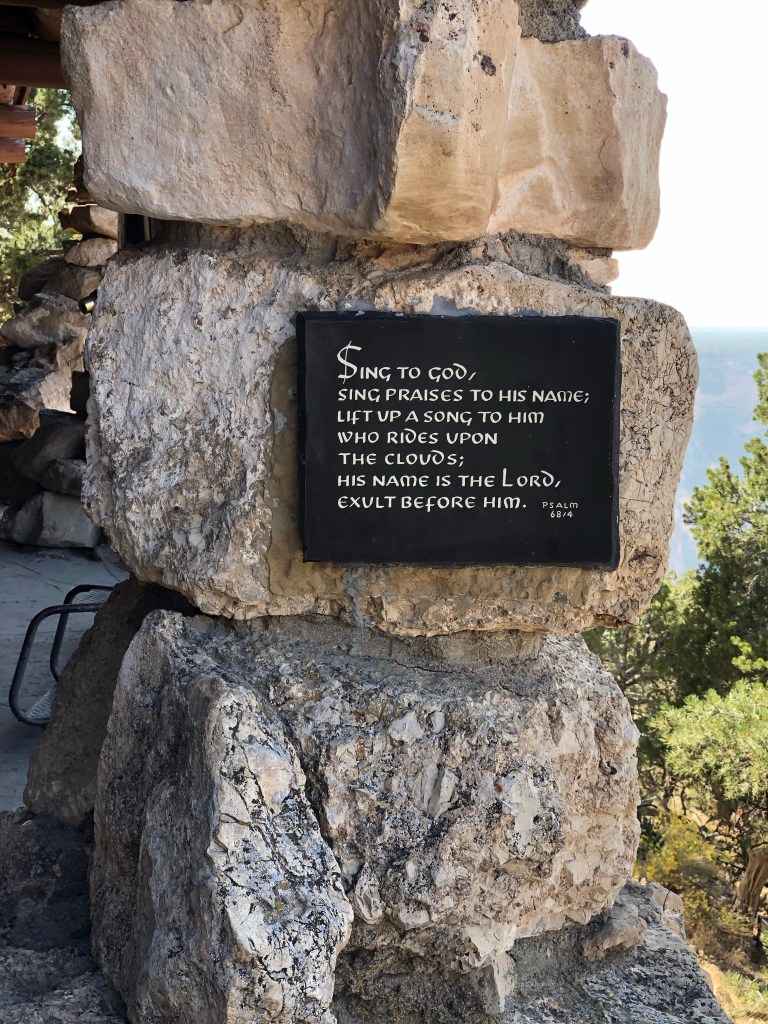 Sing to God,
sing praises to his name;
lift up a song to him
who rides upon
the clouds;
his name is the Lord,
exult before him.
PSALM
68/4